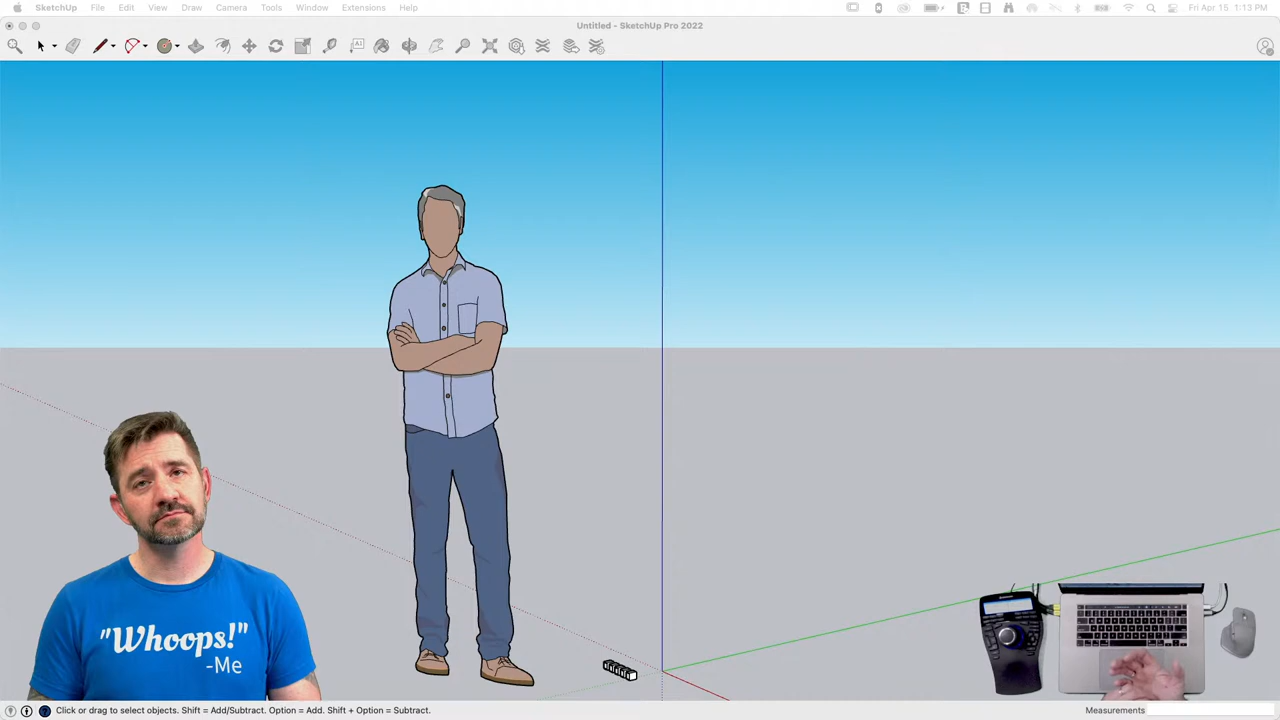 SketchUp File Edit View Draw Camera Tools Window Extensions Help Fri Apr 15 1:13 PM
Untitled - SketchUp Pro 2022
"Whoops!"
-Me
Click or drag to select objects. Shift = Add/Subtract. Option = Add. Shift + Option = Subtract.
Measurements